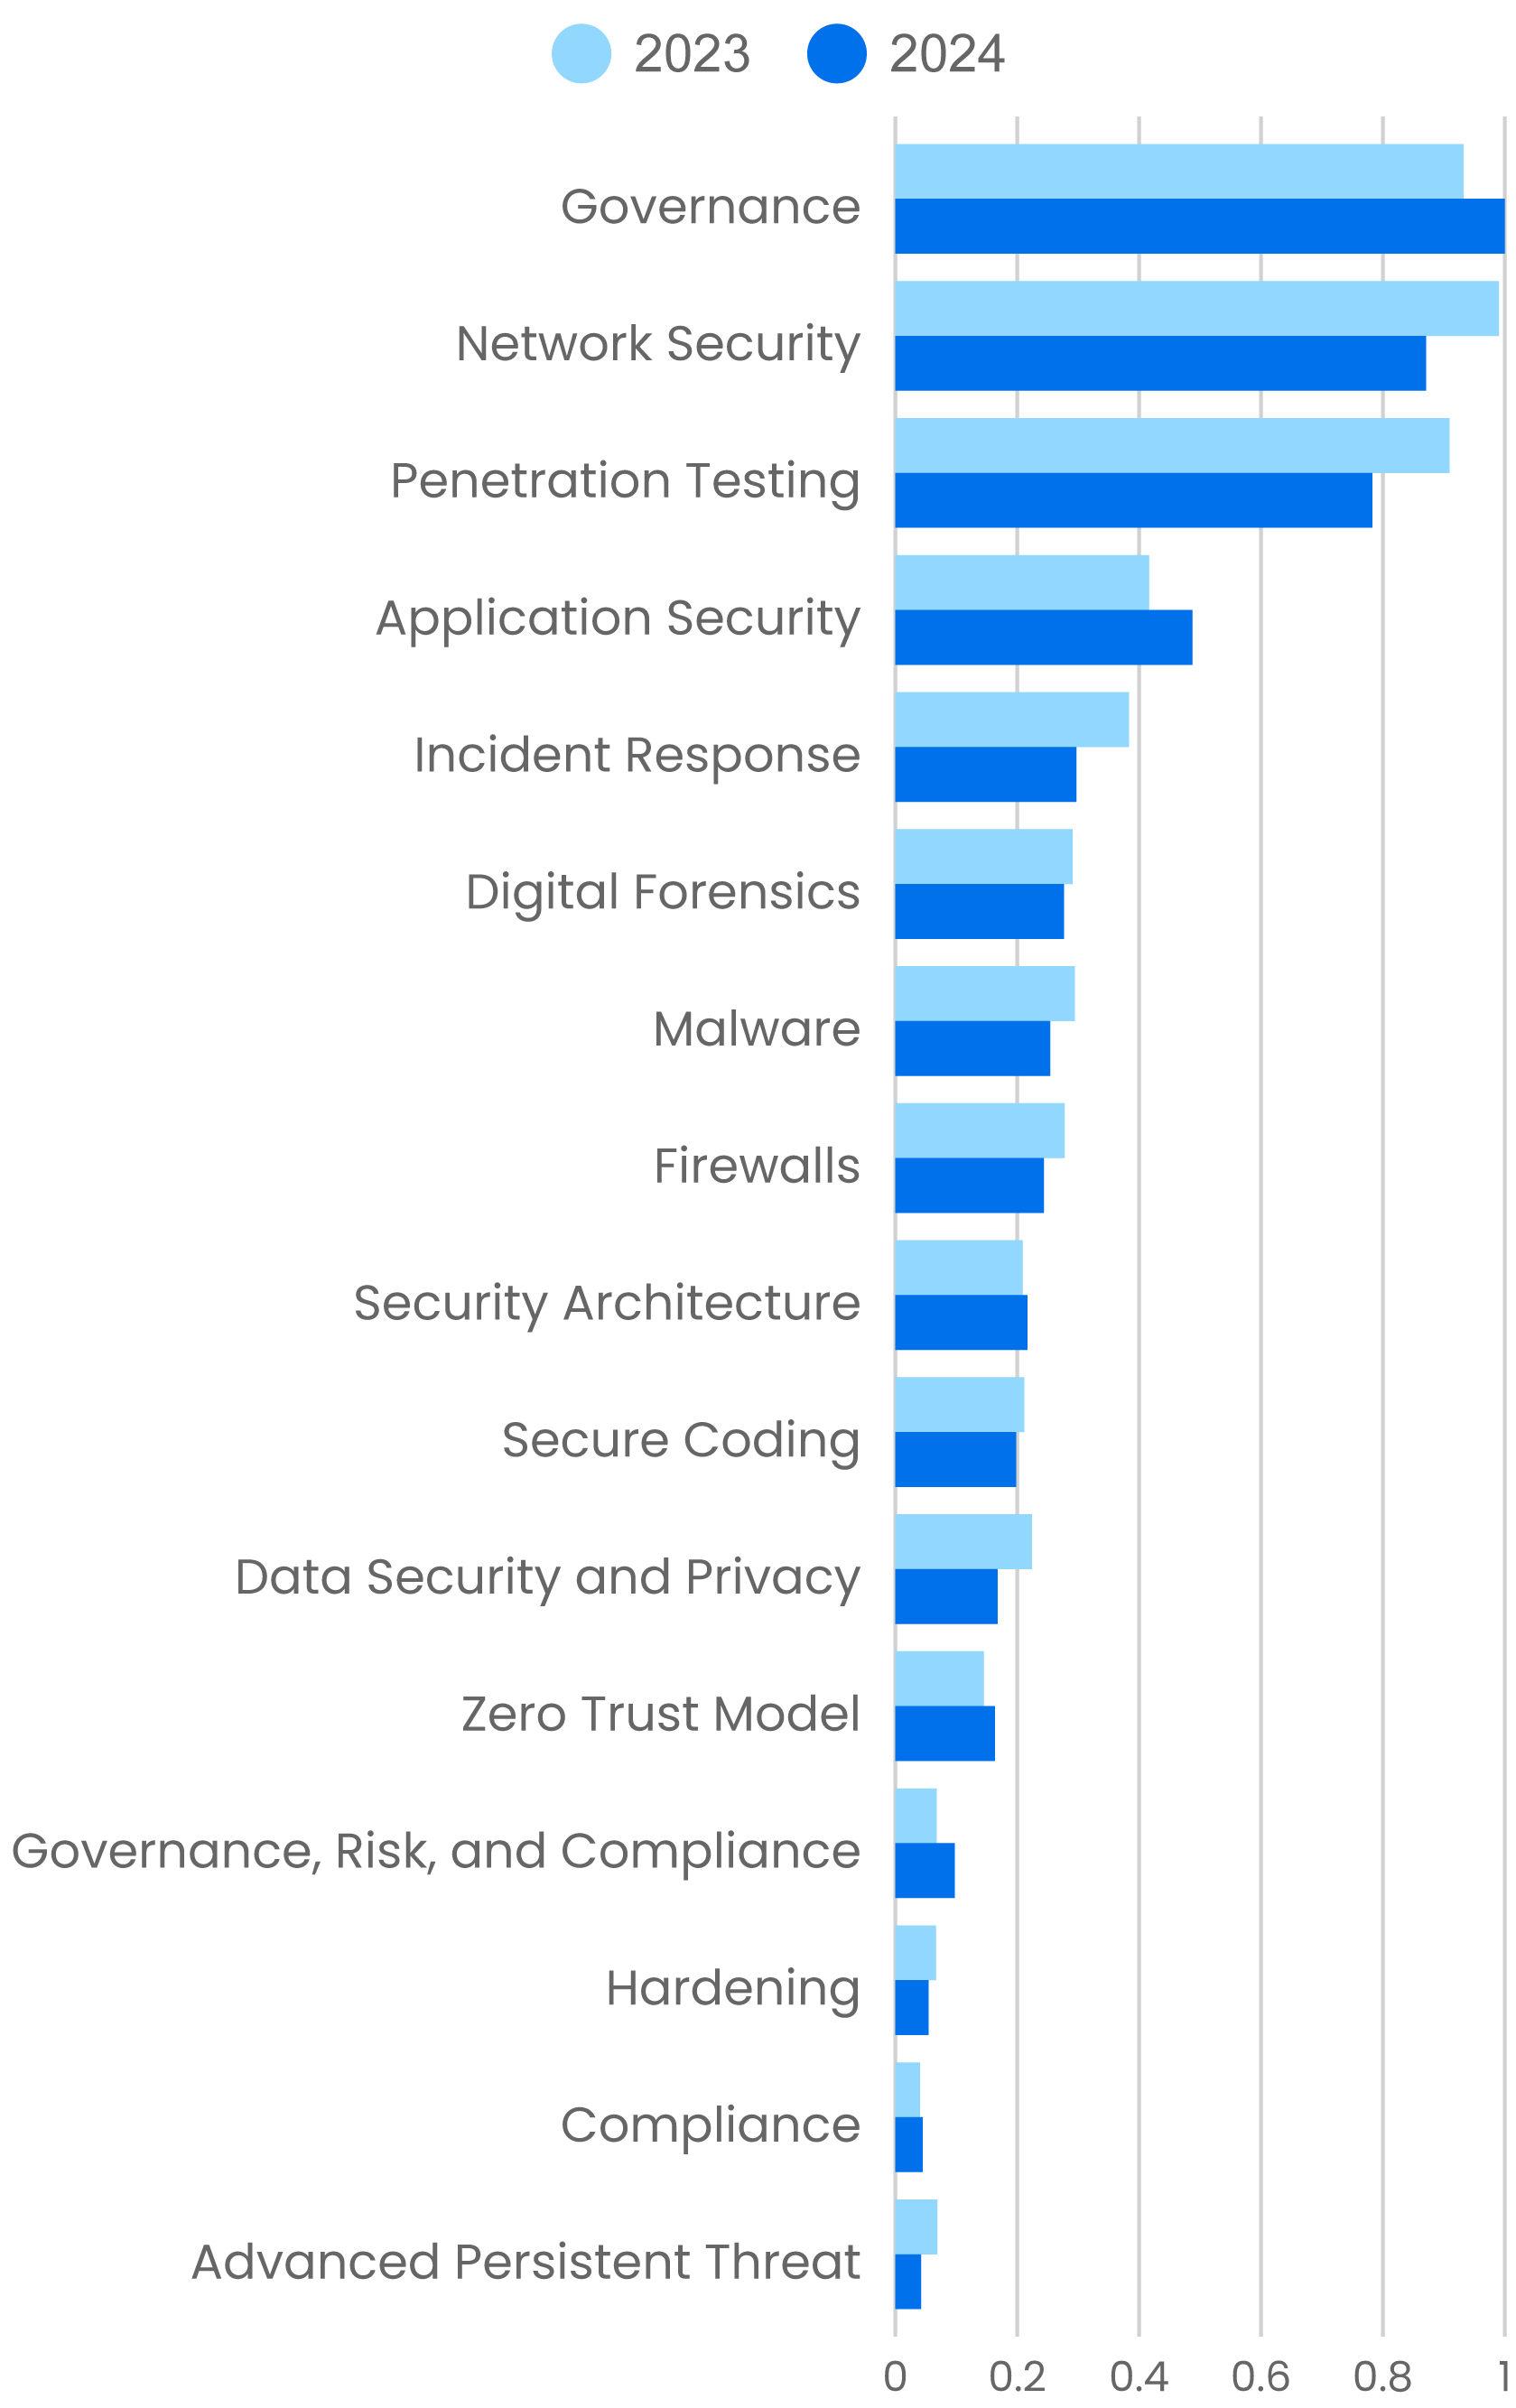 2023 2024
Governance
Network Security
Penetration Testing
Application Security
Incident Response
Digital Forensics
Malware
Firewalls
Security Architecture
Secure Coding
Data Security and Privacy
Zero Trust Model
Governance, Risk, and Compliance
Hardening
Compliance
Advanced Persistent Threat
0 0.2 0.4 0.6 0.8 1